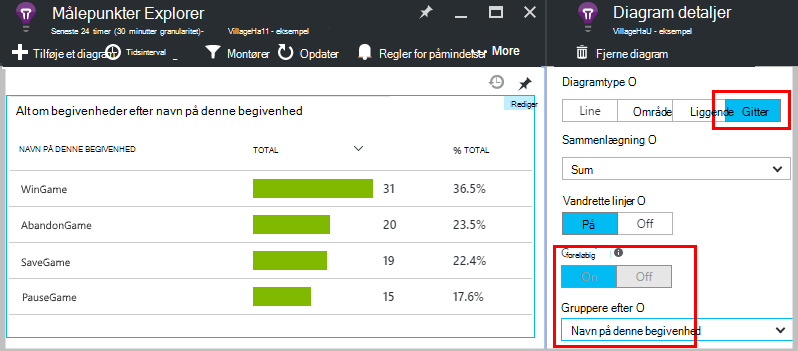 Målepunkter Explorer
Seneste 24 timer (30 minutter granularitet)- VillageHa11 - eksempel
Tilføje et diagram Tidsinterval Montører Opdater Regler for påmindelser More
Rediger
Alt om begivenheder efter navn på denne begivenhed
NAVN PÅ DENNE BEGIVENHED TOTAL % TOTAL
WinGame 31 36.5%
AbandonGame 20 23.5%
SaveGame 19 22.4%
PauseGame 15 17.6%
Diagram detaljer
VillageHaU - eksempel
Fjerne diagram
Diagramtype O
Line Område Liggende Gitter
Sammenlægning O
Sum
Vandrette linjer O
På Off
foreløbig
On Off
Gruppere efter O
Navn på denne begivenhed